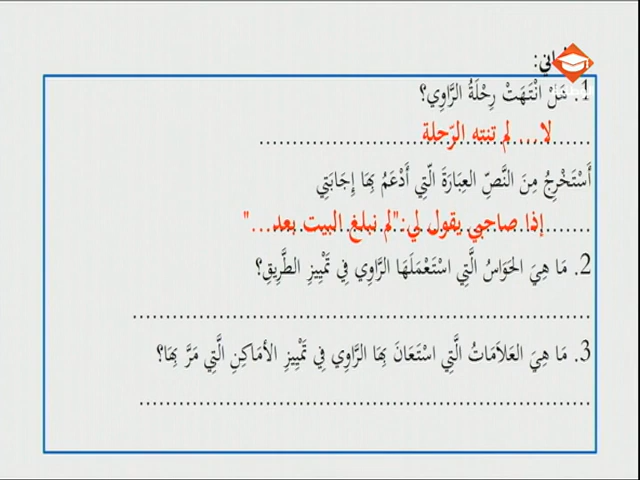 1. هَلْ انْتَهَتْ رِحْلَةُ الرَّاوِي؟
لا.... لم تنته الرّحلة
أَسْتَخْرِجُ مِنَ النَّصِّ العِبَارَةَ الَّتِي أَدْعَمُ بِهَا إِجَابَتِي
إذا صاحبي يقول لي:"لم نبلغ البيت بعد..."
2. مَا هِيَ الحَوَاسُّ الَّتِي اسْتَعْمَلَهَا الرَّاوِي فِي تَمْيِيزِ الطَّرِيقِ؟
3. مَا هِيَ العَلاَمَاتُ الَّتِي اسْتَعَانَ بِهَا الرَّاوِي فِي تَمْيِيزِ الأَمَاكِنِ الَّتِي مَرَّ بِهَا؟